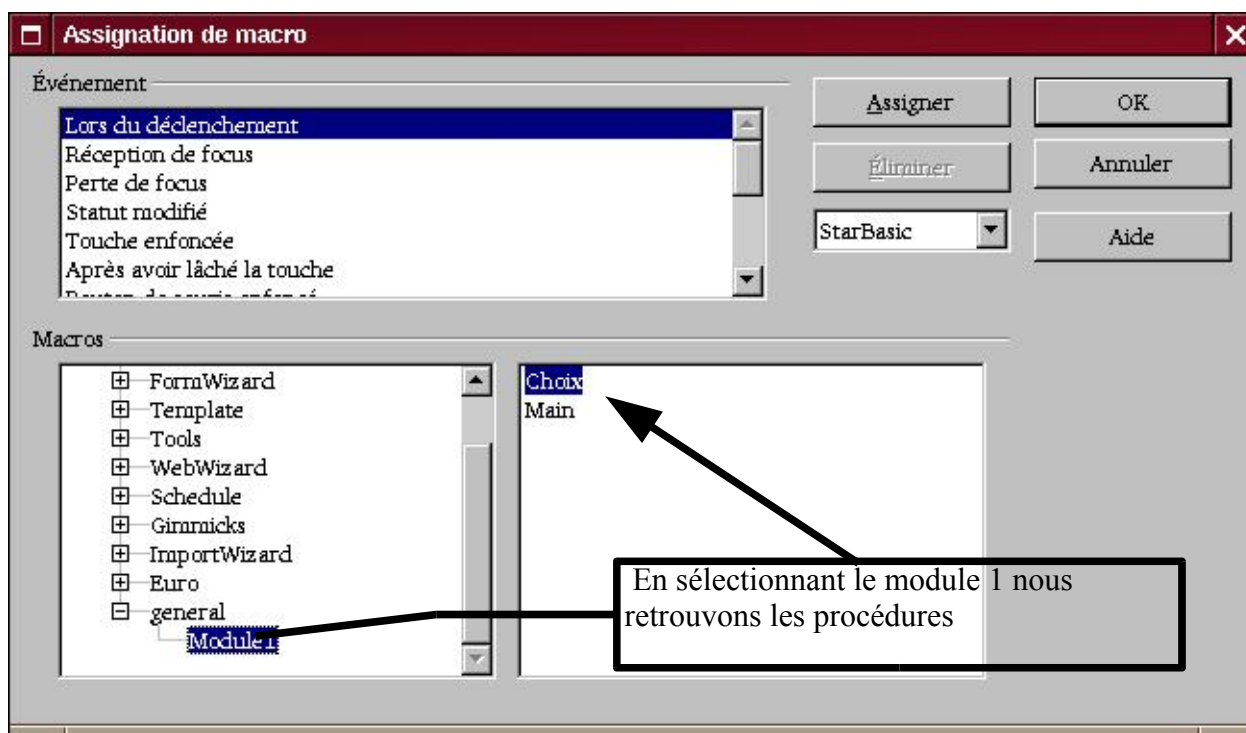 Assignation de macro
Événement
Lors du déclenchement
Réception de focus
Perte de focus
Statut modifié
Touche enfoncée
Après avoir lâché la touche
Assigner
OK
Éliminer
Annuler
StarBasic
Aide
Macros
FormWizard
Template
Tools
WebWizard
Schedule
Gimmicks
ImportWizard
Euro
general
Module1
Choix
Main
En sélectionnant le module 1 nous
retrouvons les procédures